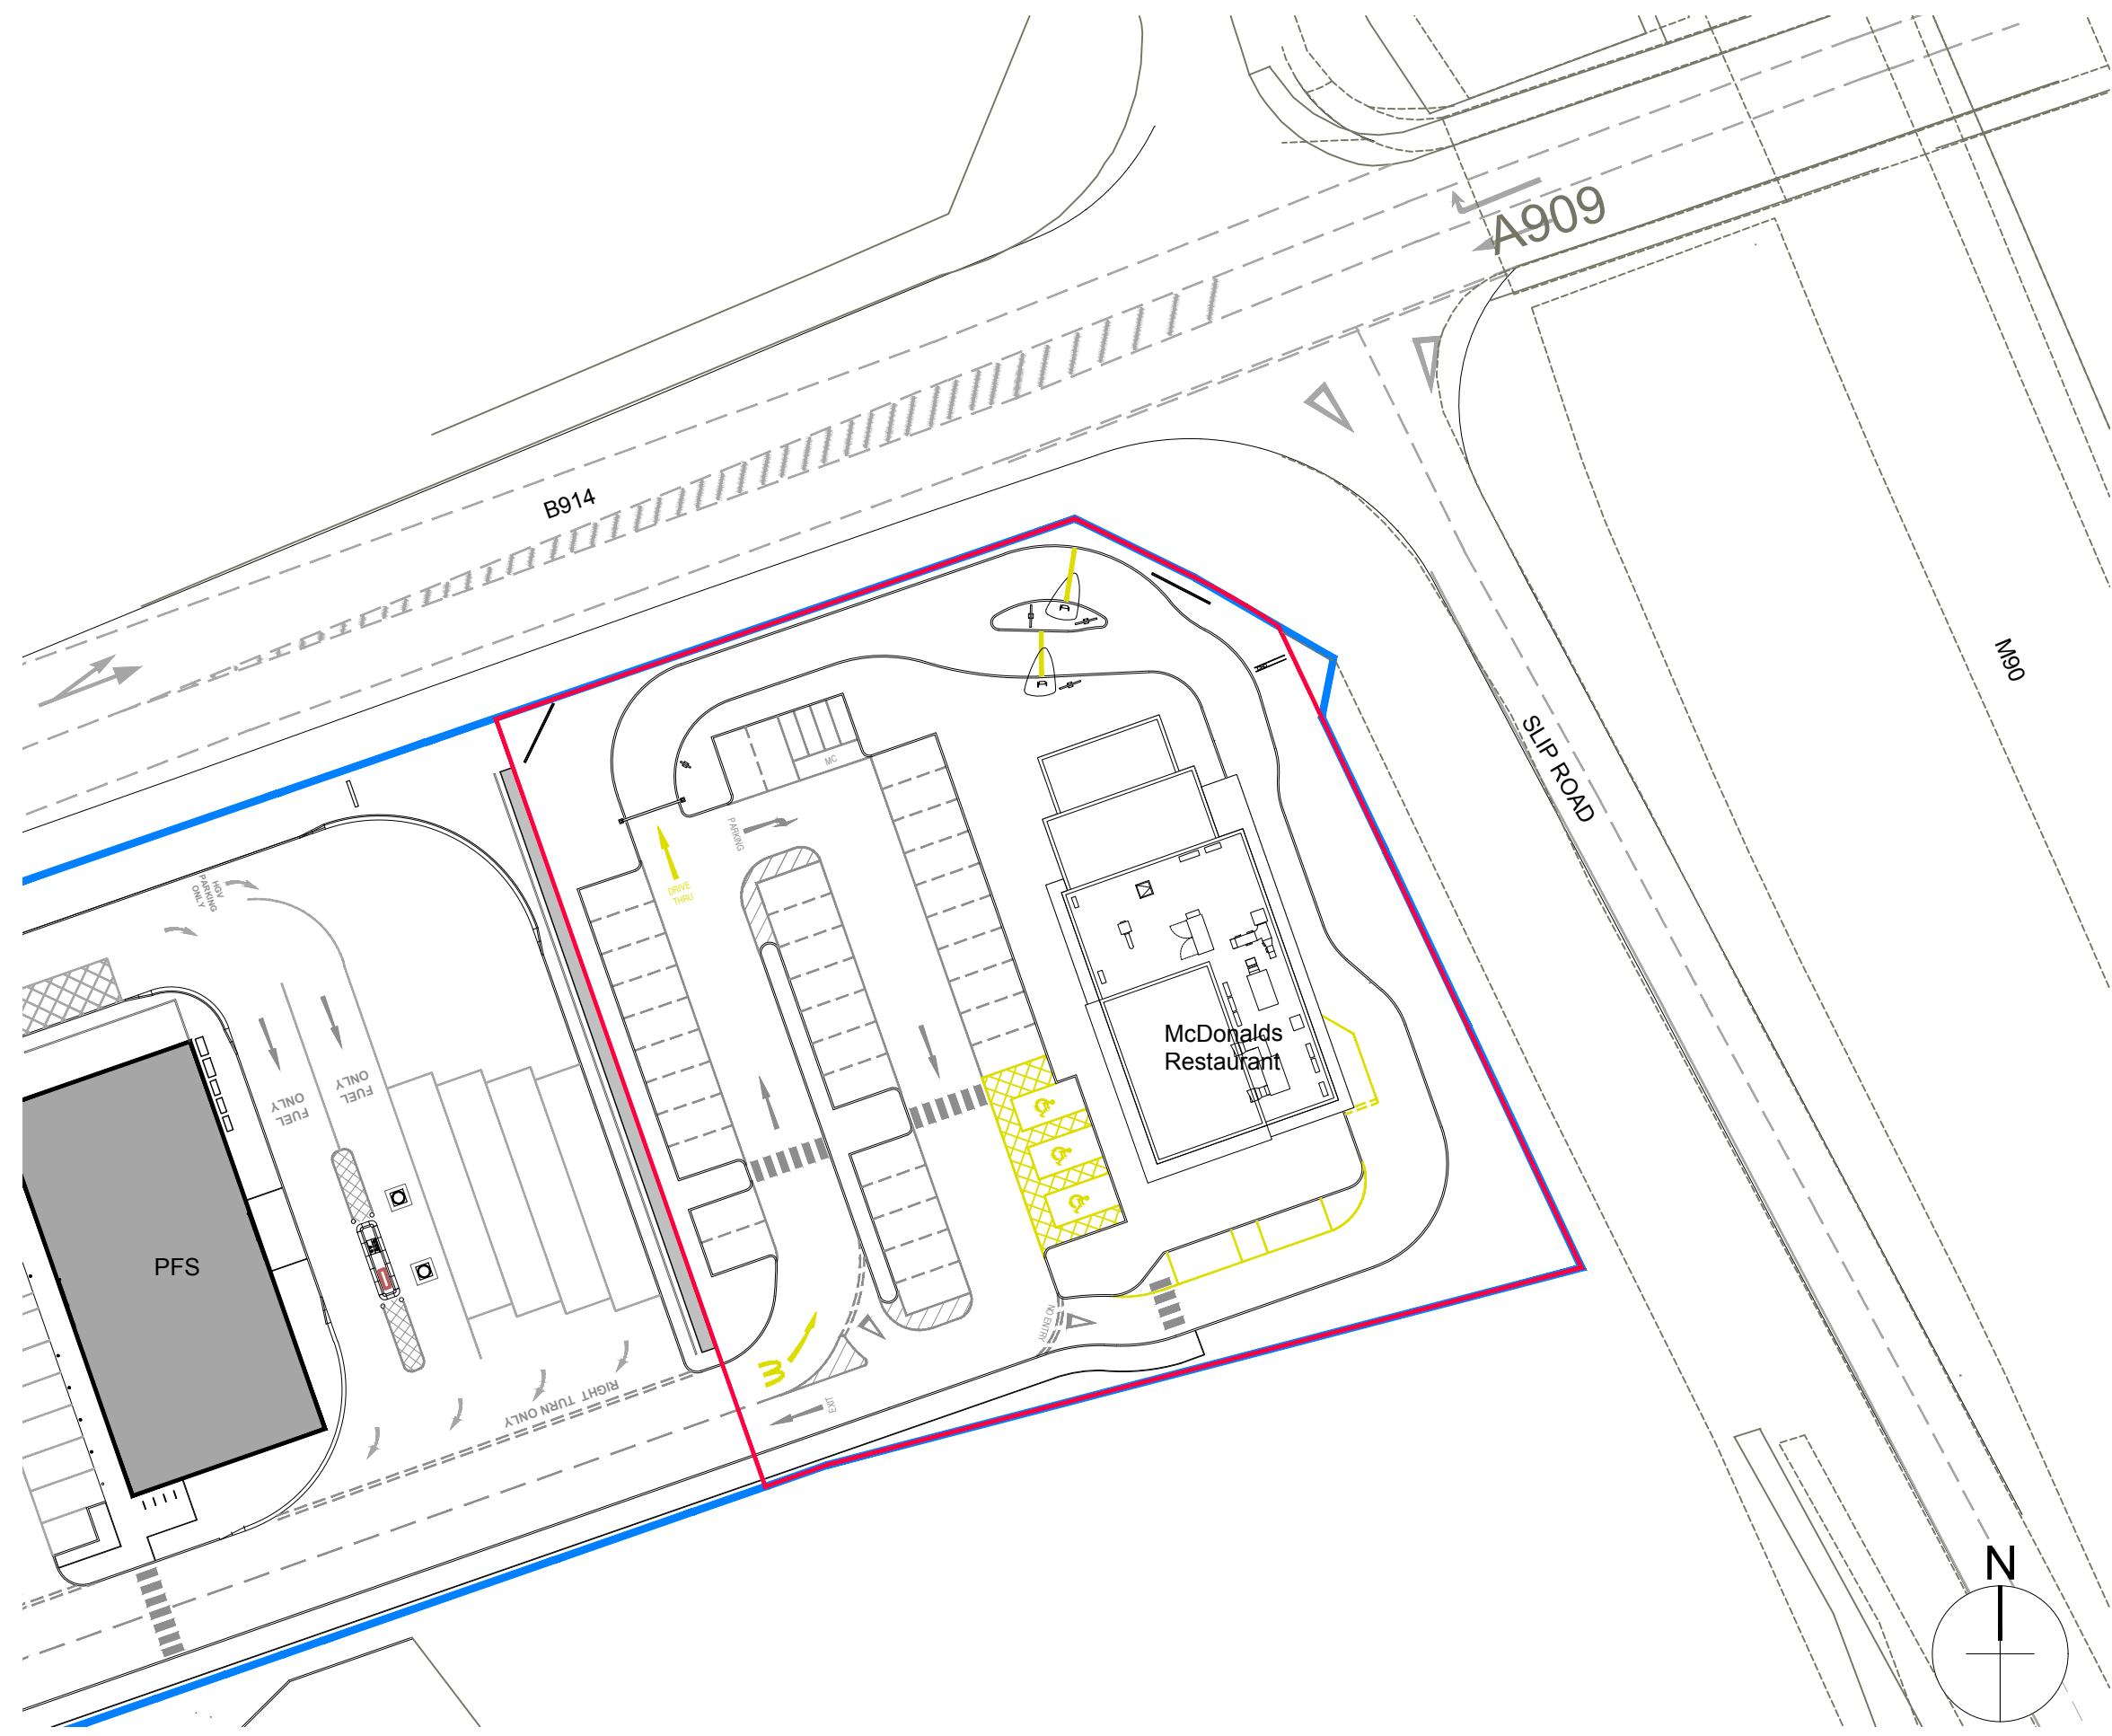 A909
B914
M90
SLIP ROAD
MC
PARKING
DRIVE
THRU
HGV
PARKING
ONLY
FUEL
ONLY
FUEL
ONLY
McDonalds
Restaurant
PFS
NO ENTRY
RIGHT TURN ONLY
m
EXIT
N